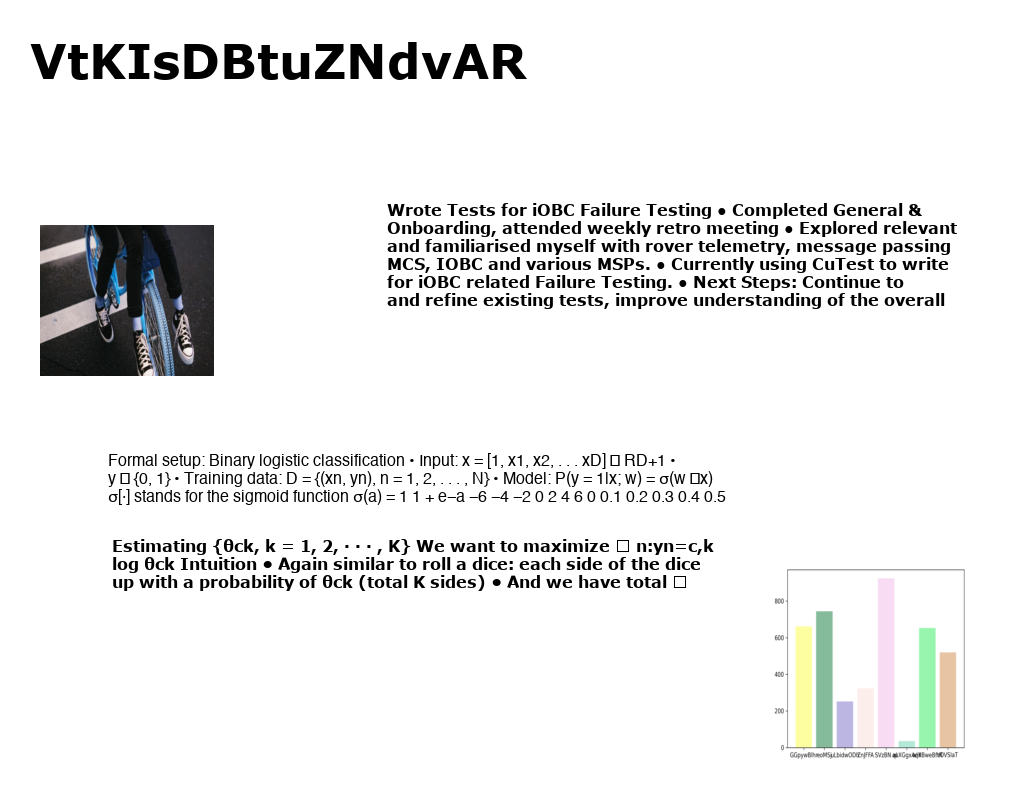 VtKIsDBtuZNdvAR
Wrote Tests for iOBC Failure Testing ● Completed General &
Onboarding, attended weekly retro meeting ● Explored relevant
and familiarised myself with rover telemetry, message passing
MCS, IOBC and various MSPs. ● Currently using CuTest to write
for iOBC related Failure Testing. ● Next Steps: Continue to
and refine existing tests, improve understanding of the overall
Formal setup: Binary logistic classification • Input: x = [1, x1, x2, . . . xD] □ RD+1 •
y □ {0, 1} • Training data: D = {(xn, yn), n = 1, 2, . . . , N} • Model: P(y = 1|x; w) = σ(w □x)
σ[·] stands for the sigmoid function σ(a) = 1 1 + e−a −6 −4 −2 0 2 4 6 0 0.1 0.2 0.3 0.4 0.5
Estimating {θck, k = 1, 2, · · · , K} We want to maximize □ n:yn=c,k
log θck Intuition ● Again similar to roll a dice: each side of the dice
up with a probability of θck (total K sides) ● And we have total □
800
600
400
200
0